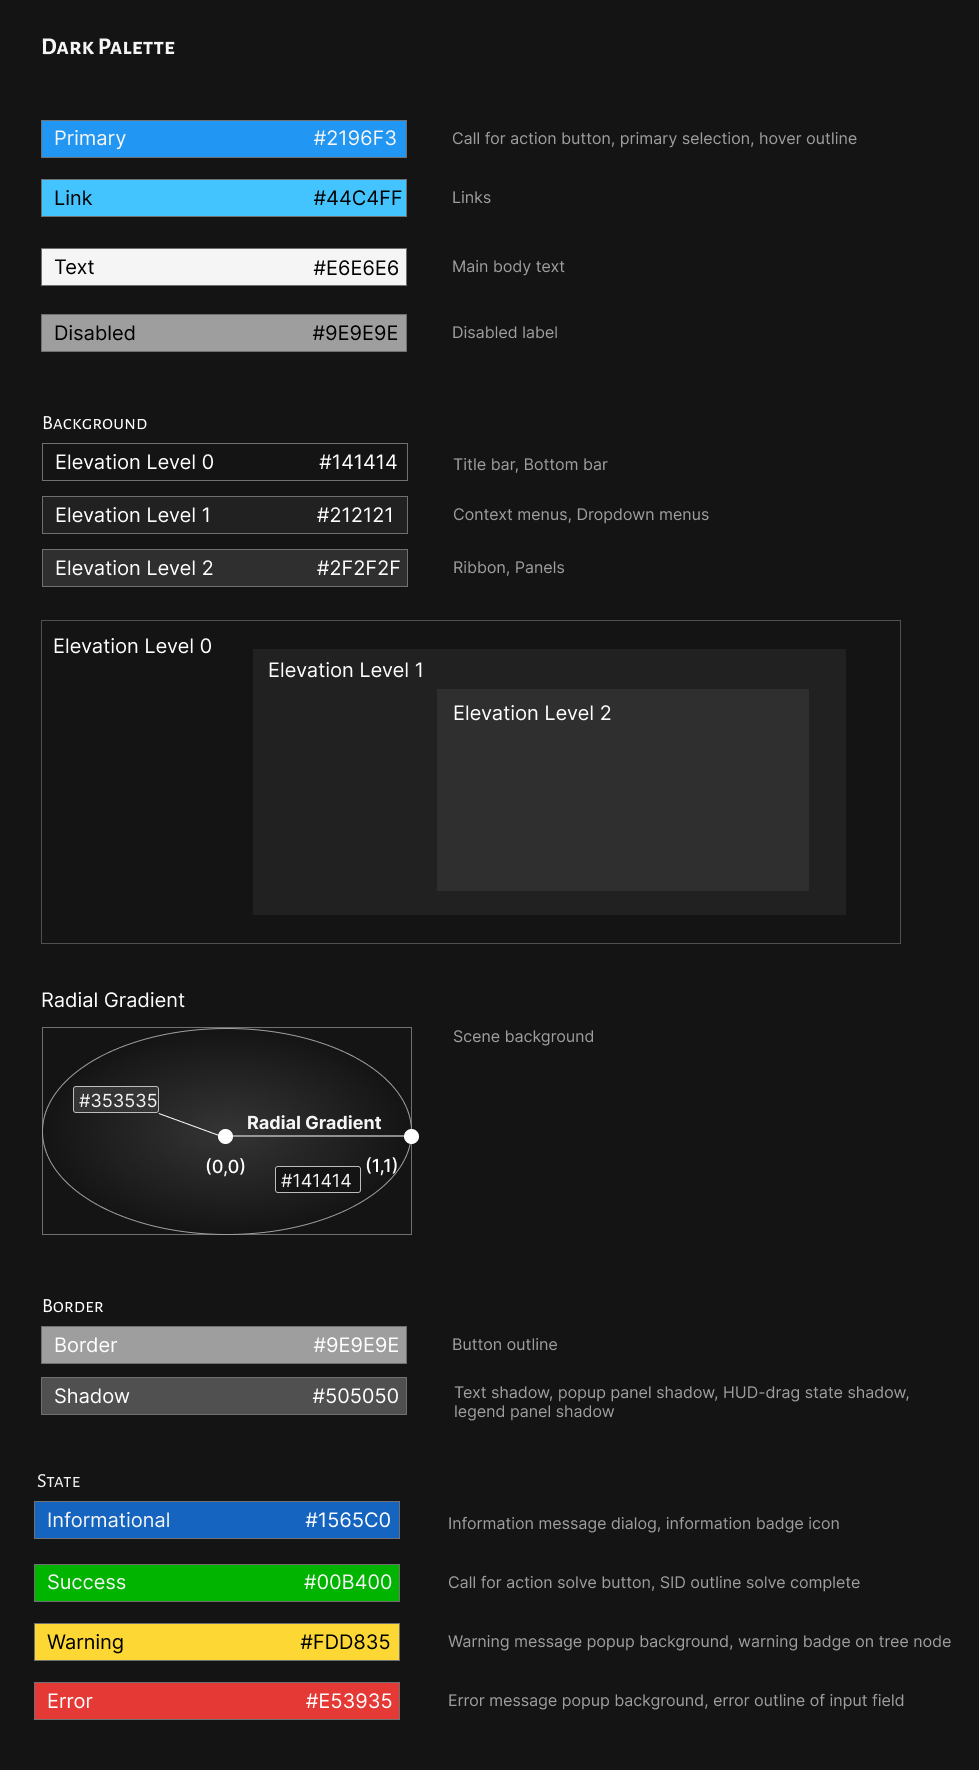 Dark Palette
Primary #2196F3 Call for action button, primary selection, hover outline
Link #44C4FF Links
Text #E6E6E6 Main body text
Disabled #9E9E9E Disabled label
Background
Elevation Level 0 #141414 Title bar, Bottom bar
Elevation Level 1 #212121 Context menus, Dropdown menus
Elevation Level 2 #2F2F2F Ribbon, Panels
Elevation Level 0
Elevation Level 1
Elevation Level 2
Radial Gradient
Scene background
#353535
Radial Gradient
(0,0)
(1,1)
#141414
Border
Border #9E9E9E Button outline
Shadow #505050 Text shadow, popup panel shadow, HUD-drag state shadow,
legend panel shadow
State
Informational #1565C0 Information message dialog, information badge icon
Success #00B400 Call for action solve button, SID outline solve complete
Warning #FDD835 Warning message popup background, warning badge on tree node
Error #E53935 Error message popup background, error outline of input field